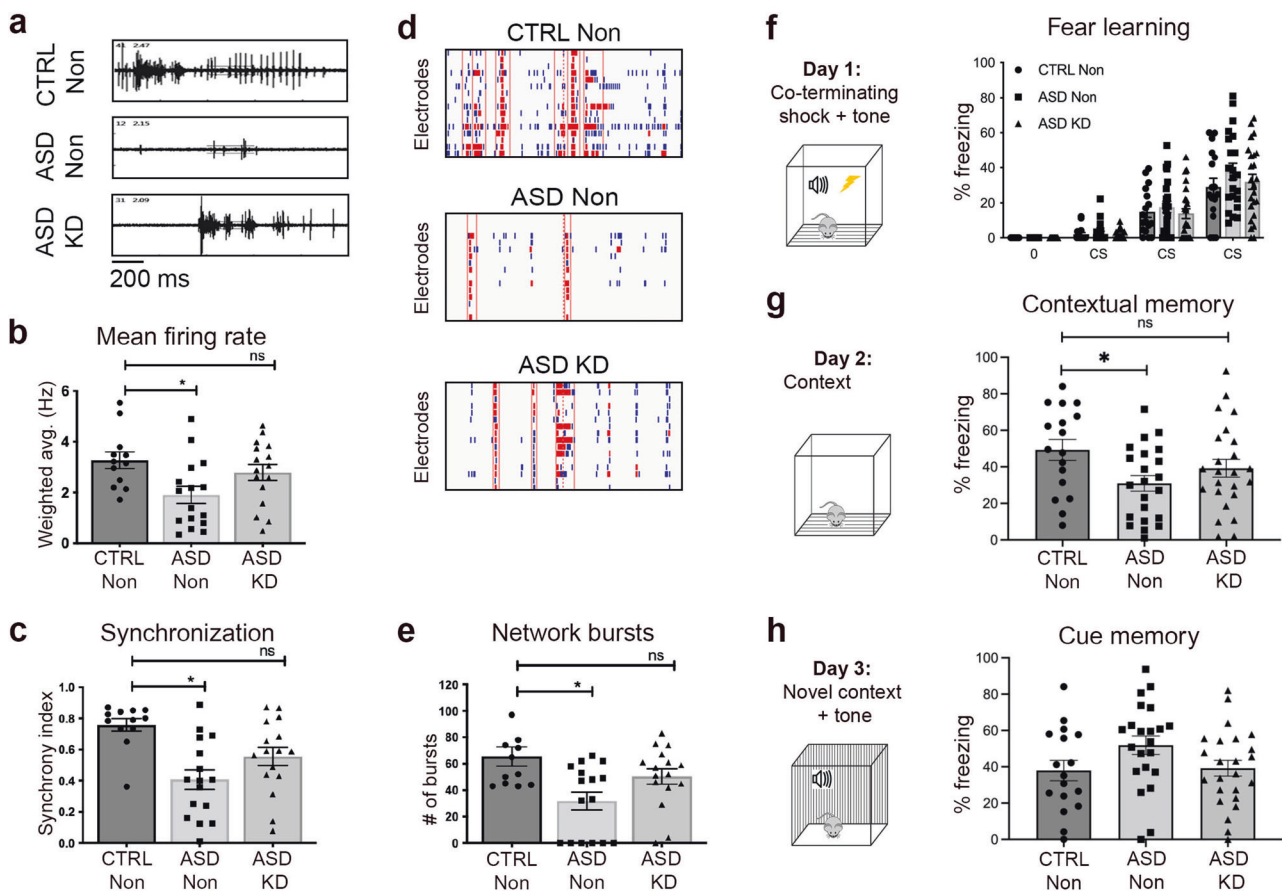 a
CTRL
Non
41 2.47
ASD
Non
12 2.15
ASD
KD
31 2.09
200 ms
b
Mean firing rate
ns
*
Weighted avg. (Hz)
6
4
2
0
CTRL
Non
ASD
Non
ASD
KD
c
Synchronization
ns
*
Synchrony index
1.0
0.8
0.6
0.4
0.2
0.0
CTRL
Non
ASD
Non
ASD
KD
d
CTRL Non
Electrodes
ASD Non
Electrodes
ASD KD
Electrodes
e
Network bursts
ns
*
# of bursts
120
100
80
60
40
20
0
CTRL
Non
ASD
Non
ASD
KD
f
Day 1:
Co-terminating
shock + tone
Fear learning
CTRL Non
ASD Non
ASD KD
% freezing
100
80
60
40
20
0
0 CS CS CS
g
Day 2:
Context
Contextual memory
ns
*
% freezing
100
80
60
40
20
0
CTRL
Non
ASD
Non
ASD
KD
h
Day 3:
Novel context
+ tone
Cue memory
% freezing
100
80
60
40
20
0
CTRL
Non
ASD
Non
ASD
KD